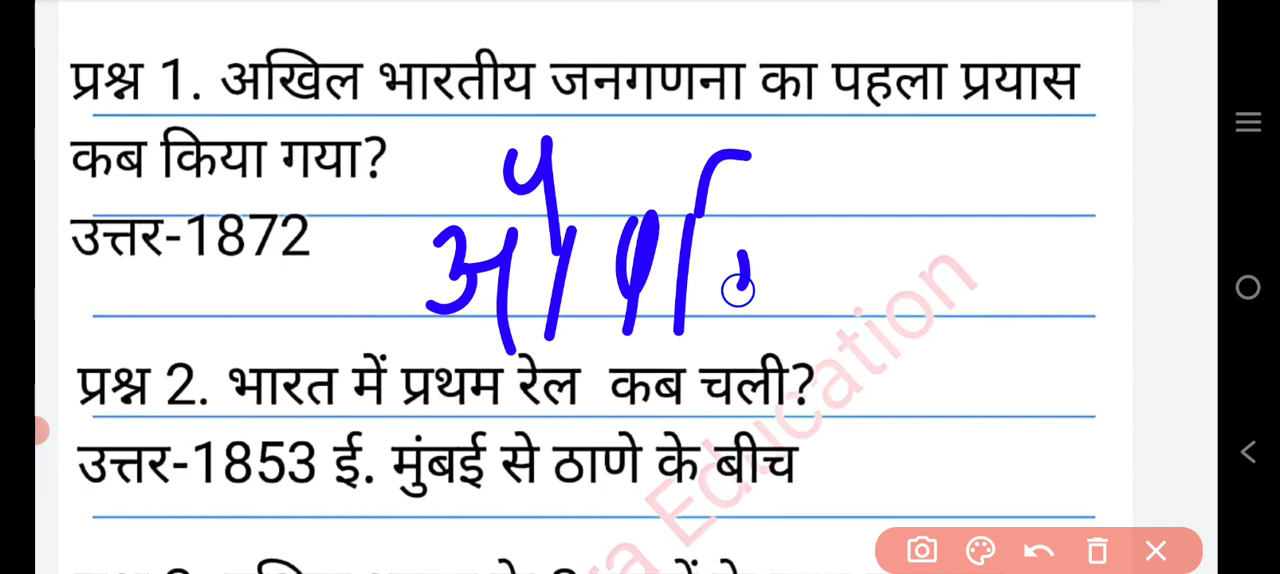 प्रश्न 1. अखिल भारतीय जनगणना का पहला प्रयास
कब किया गया?
उत्तर-1872
प्रश्न 2. भारत में प्रथम रेल कब चली?
उत्तर-1853 ई. मुंबई से ठाणे के बीच
Education